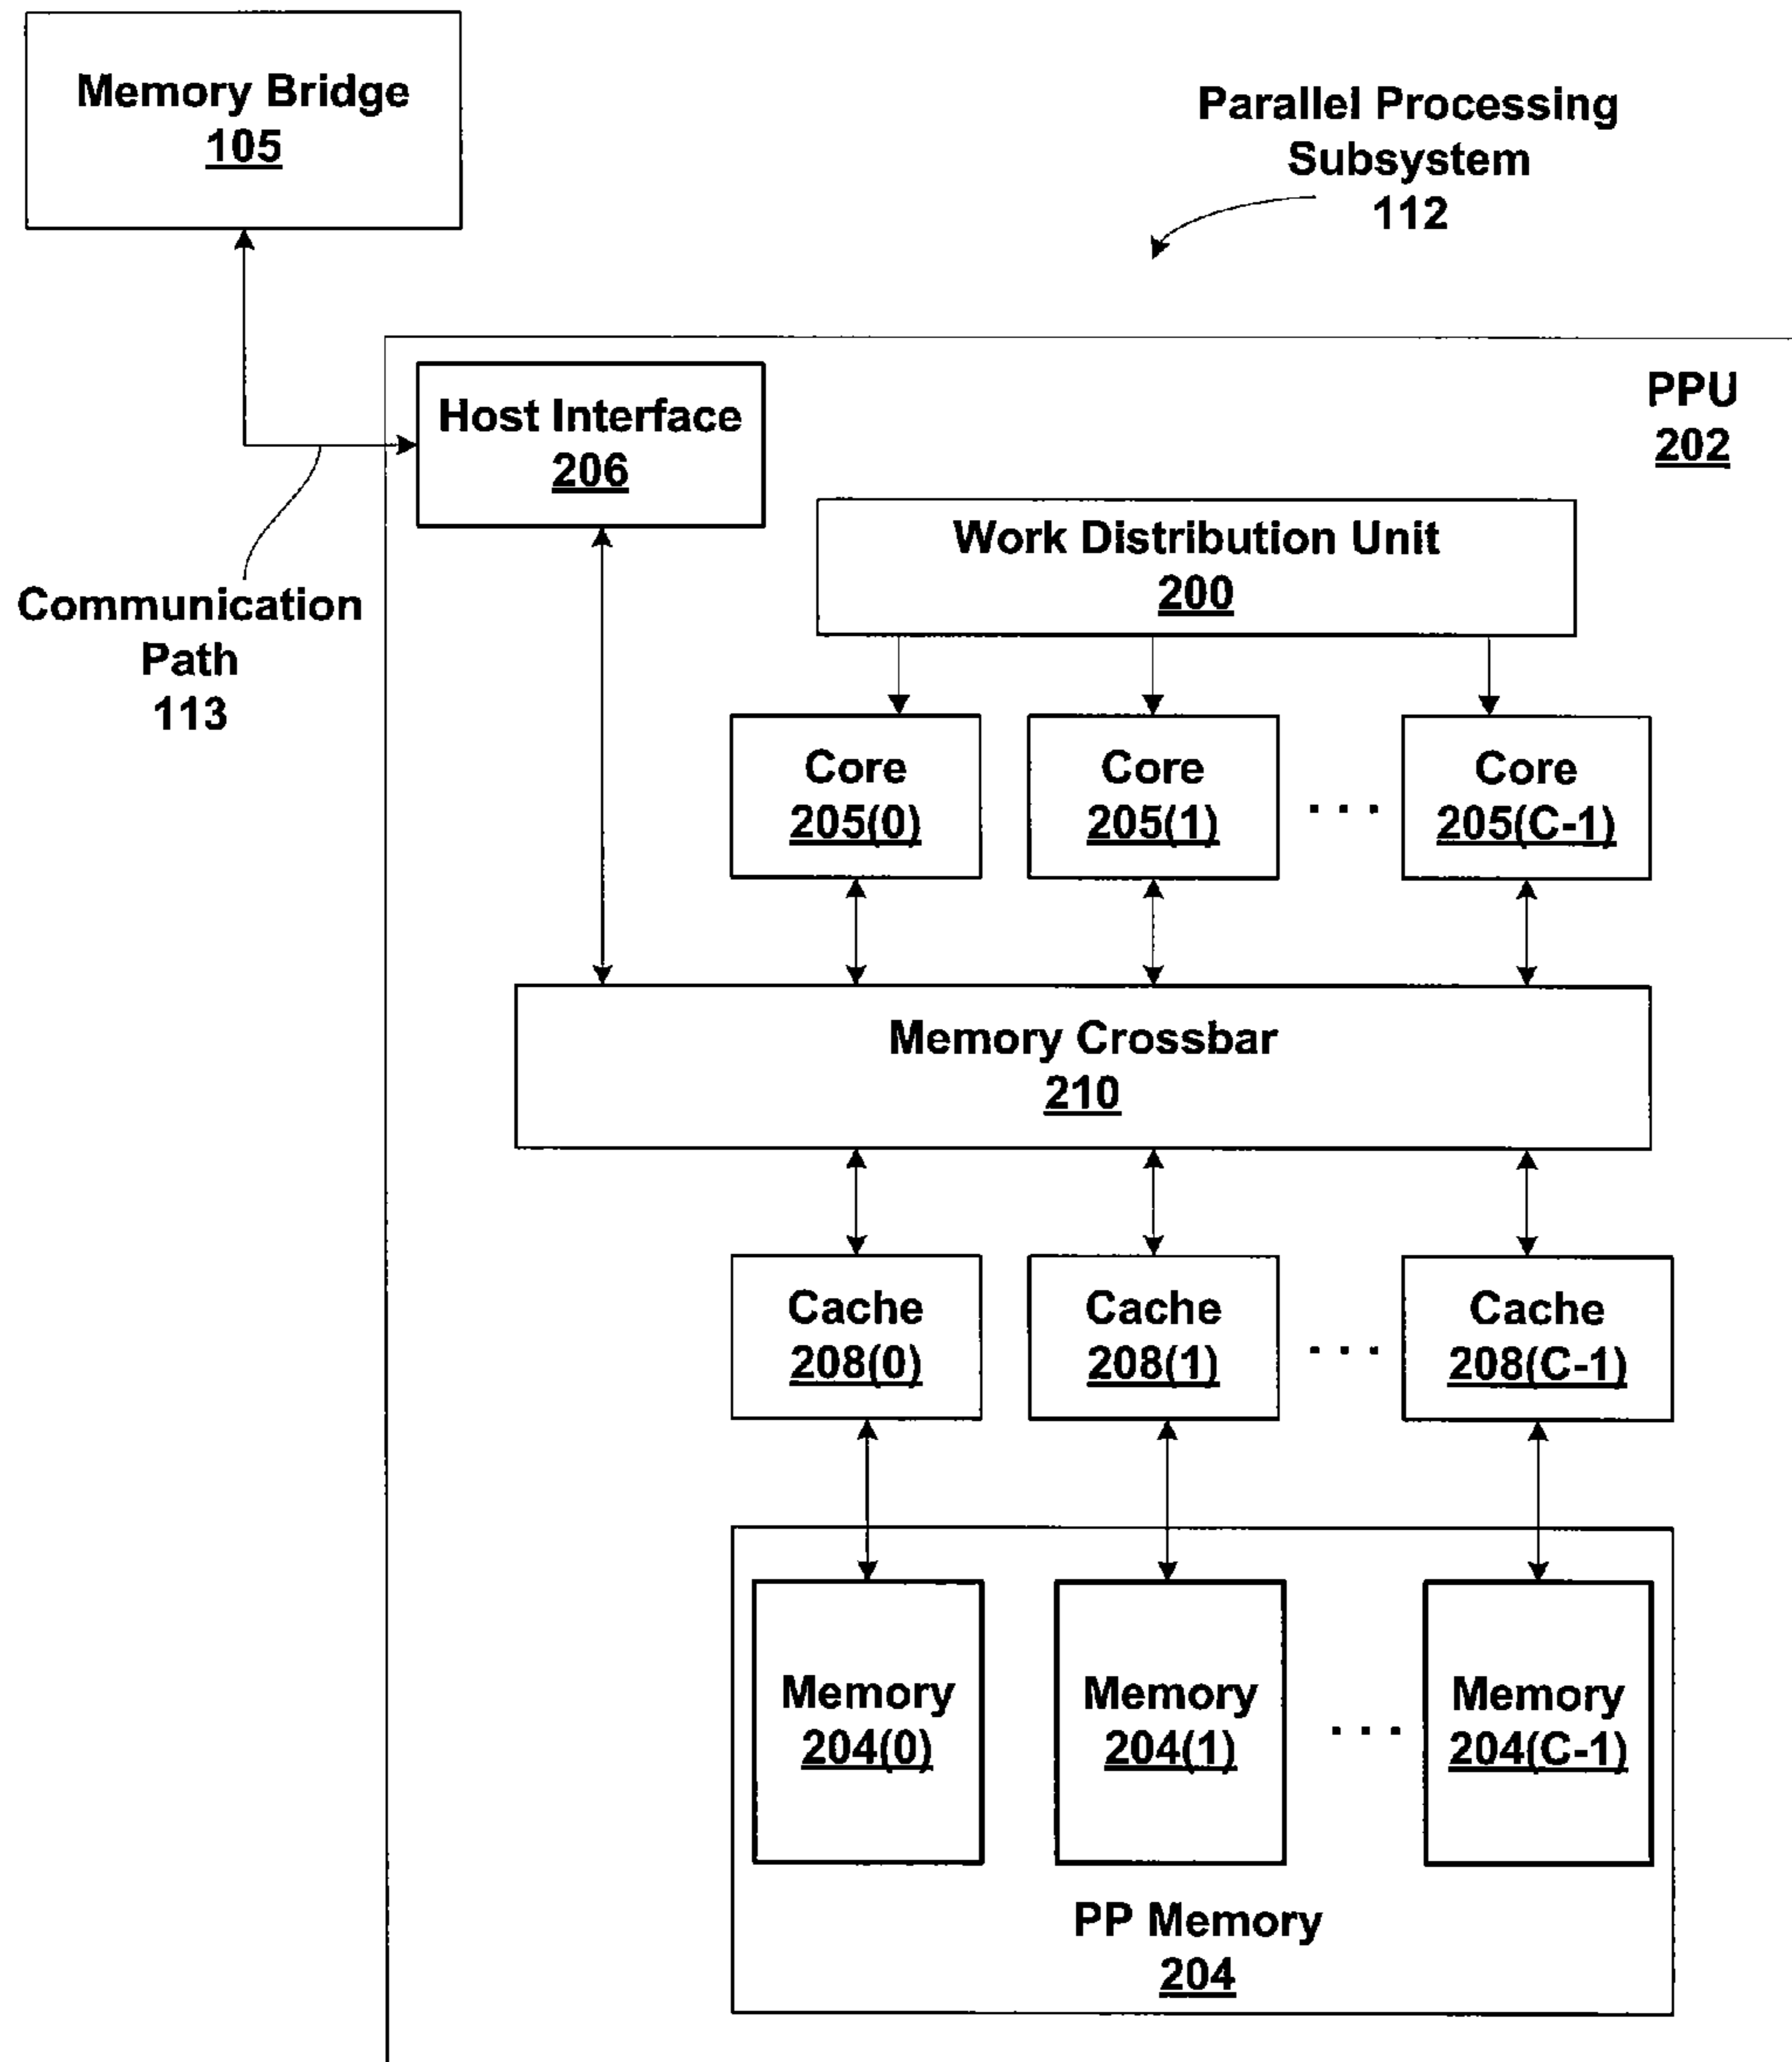 Memory Bridge
105
Parallel Processing
Subsystem
112
Host Interface
206
PPU
202
Communication
Path
113
Work Distribution Unit
200
Core
205(0)
Core
205(1)
. . .
Core
205(C-1)
Memory Crossbar
210
Cache
208(0)
Cache
208(1)
. . .
Cache
208(C-1)
Memory
204(0)
Memory
204(1)
. . .
Memory
204(C-1)
PP Memory
204